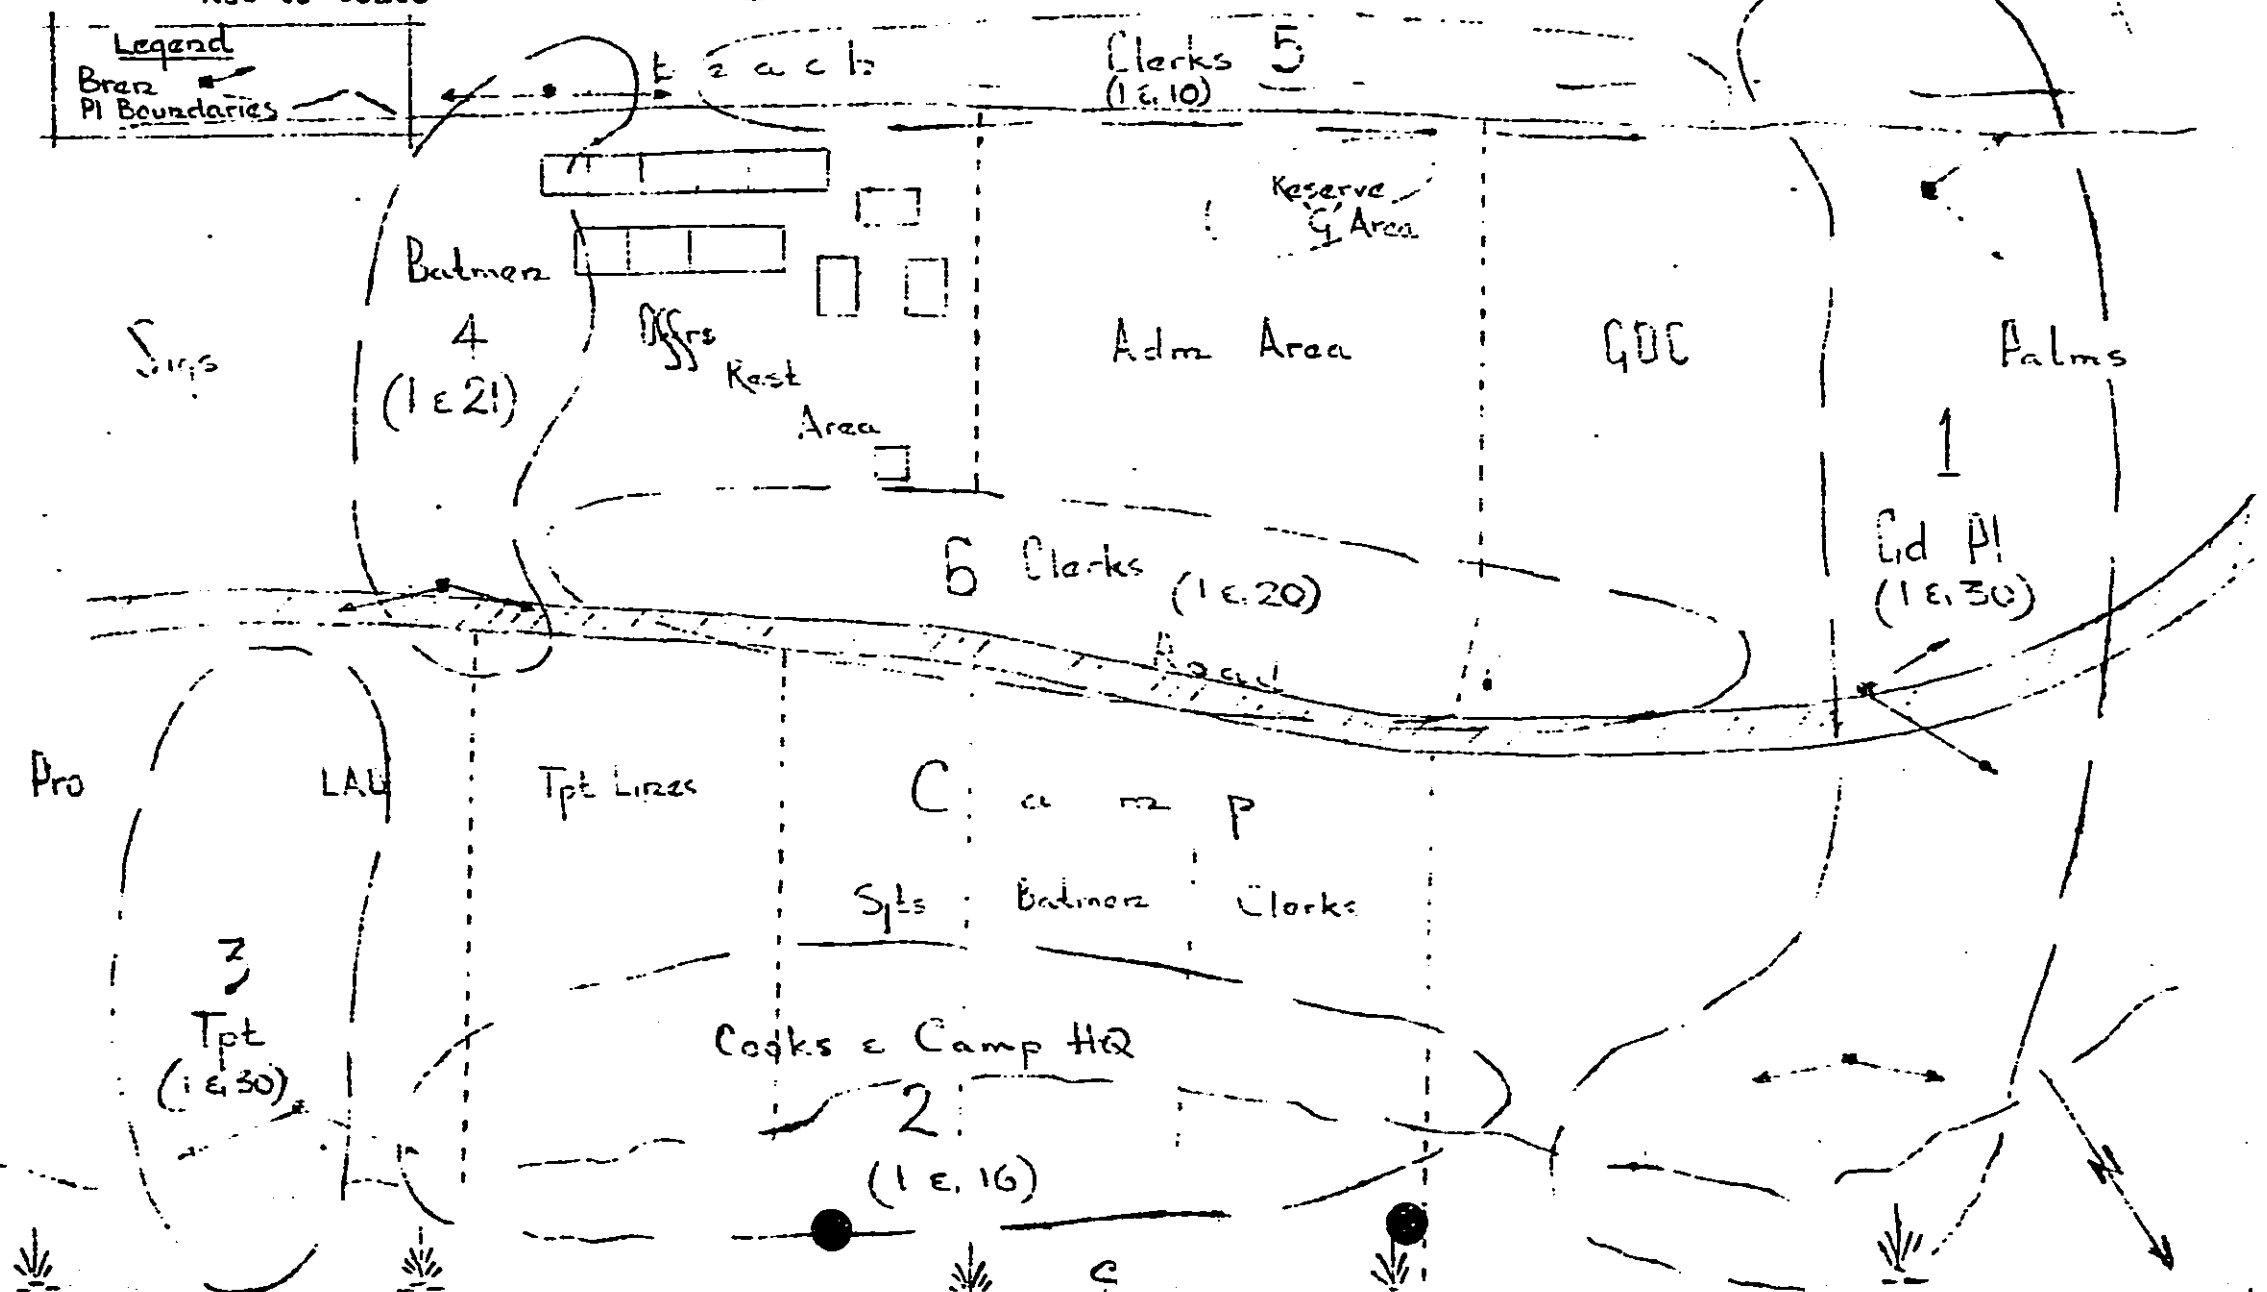 Legend
Bren
Pl Boundaries
Clerks 5
(1 & 10)
Reserve
G Area
Batmen
4
(1 & 21)
Sigs
Offrs
Rest
Area
Adm Area
GDC
Palms
1
Gd Pl
(1 & 30)
6 Clerks
(1 & 20)
Road
Pro
LAD
Tpt Lines
Camp
Sgts
Batmen
Clerks
3
Tpt
(1 & 30)
Cooks & Camp HQ
2
(1 & 16)